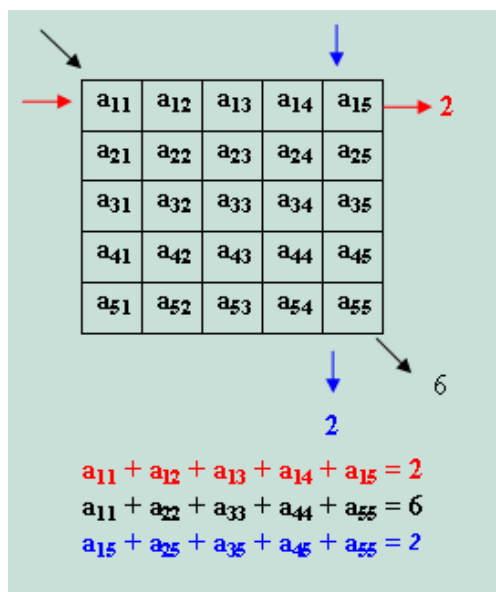 a₁₁ a₁₂ a₁₃ a₁₄ a₁₅ 2
a₂₁ a₂₂ a₂₃ a₂₄ a₂₅
a₃₁ a₃₂ a₃₃ a₃₄ a₃₅
a₄₁ a₄₂ a₄₃ a₄₄ a₄₅
a₅₁ a₅₂ a₅₃ a₅₄ a₅₅
6
2
a₁₁ + a₁₂ + a₁₃ + a₁₄ + a₁₅ = 2
a₁₁ + a₂₂ + a₃₃ + a₄₄ + a₅₅ = 6
a₁₅ + a₂₅ + a₃₅ + a₄₅ + a₅₅ = 2